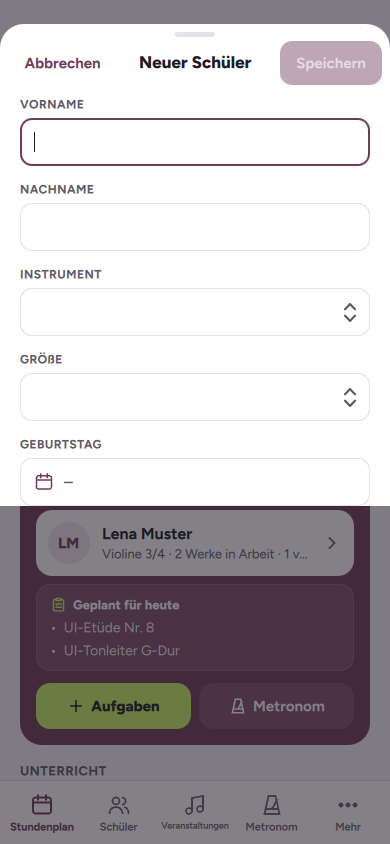 Abbrechen
Neuer Schüler
Speichern
VORNAME
NACHNAME
INSTRUMENT
GRÖßE
GEBURTSTAG
–
LM
Lena Muster
Violine 3/4 · 2 Werke in Arbeit · 1 v...
Geplant für heute
• UI-Etüde Nr. 8
• UI-Tonleiter G-Dur
+ Aufgaben
Metronom
UNTERRICHT
Stundenplan
Schüler
Veranstaltungen
Metronom
Mehr